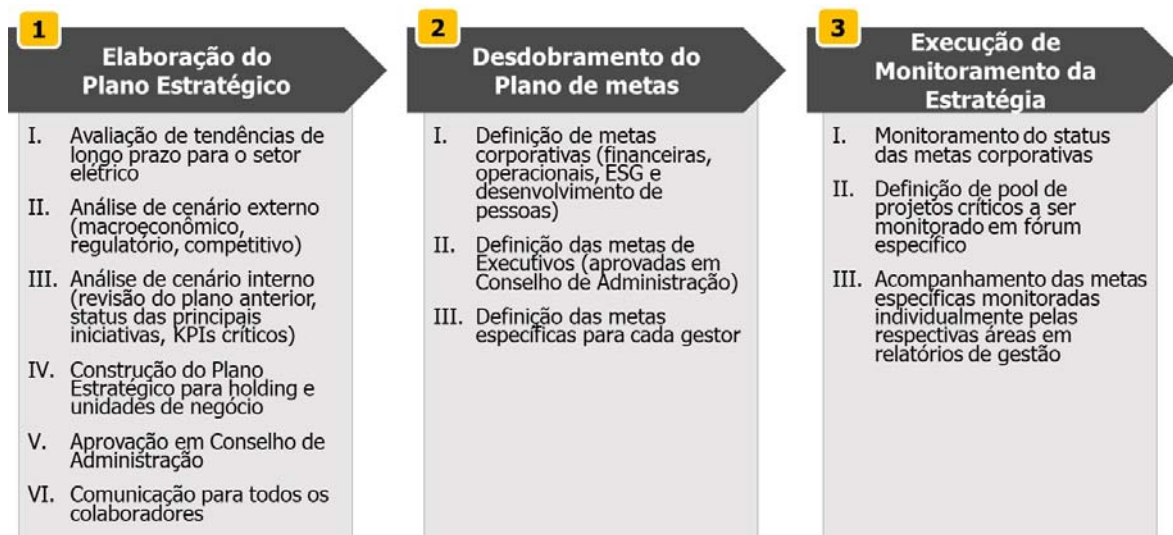 1
Elaboração do
Plano Estratégico
I. Avaliação de tendências de
longo prazo para o setor
elétrico
II. Análise de cenário externo
(macroeconômico,
regulatório, competitivo)
III. Análise de cenário interno
(revisão do plano anterior,
status das principais
iniciativas, KPIs críticos)
IV. Construção do Plano
Estratégico para holding e
unidades de negócio
V. Aprovação em Conselho de
Administração
VI. Comunicação para todos os
colaboradores
2
Desdobramento do
Plano de metas
I. Definição de metas
corporativas (financeiras,
operacionais, ESG e
desenvolvimento de
pessoas)
II. Definição das metas de
Executivos (aprovadas em
Conselho de Administração)
III. Definição das metas
específicas para cada gestor
3
Execução de
Monitoramento da
Estratégia
I. Monitoramento do status
das metas corporativas
II. Definição de pool de
projetos críticos a ser
monitorado em fórum
específico
III. Acompanhamento das metas
específicas monitoradas
individualmente pelas
respectivas áreas em
relatórios de gestão